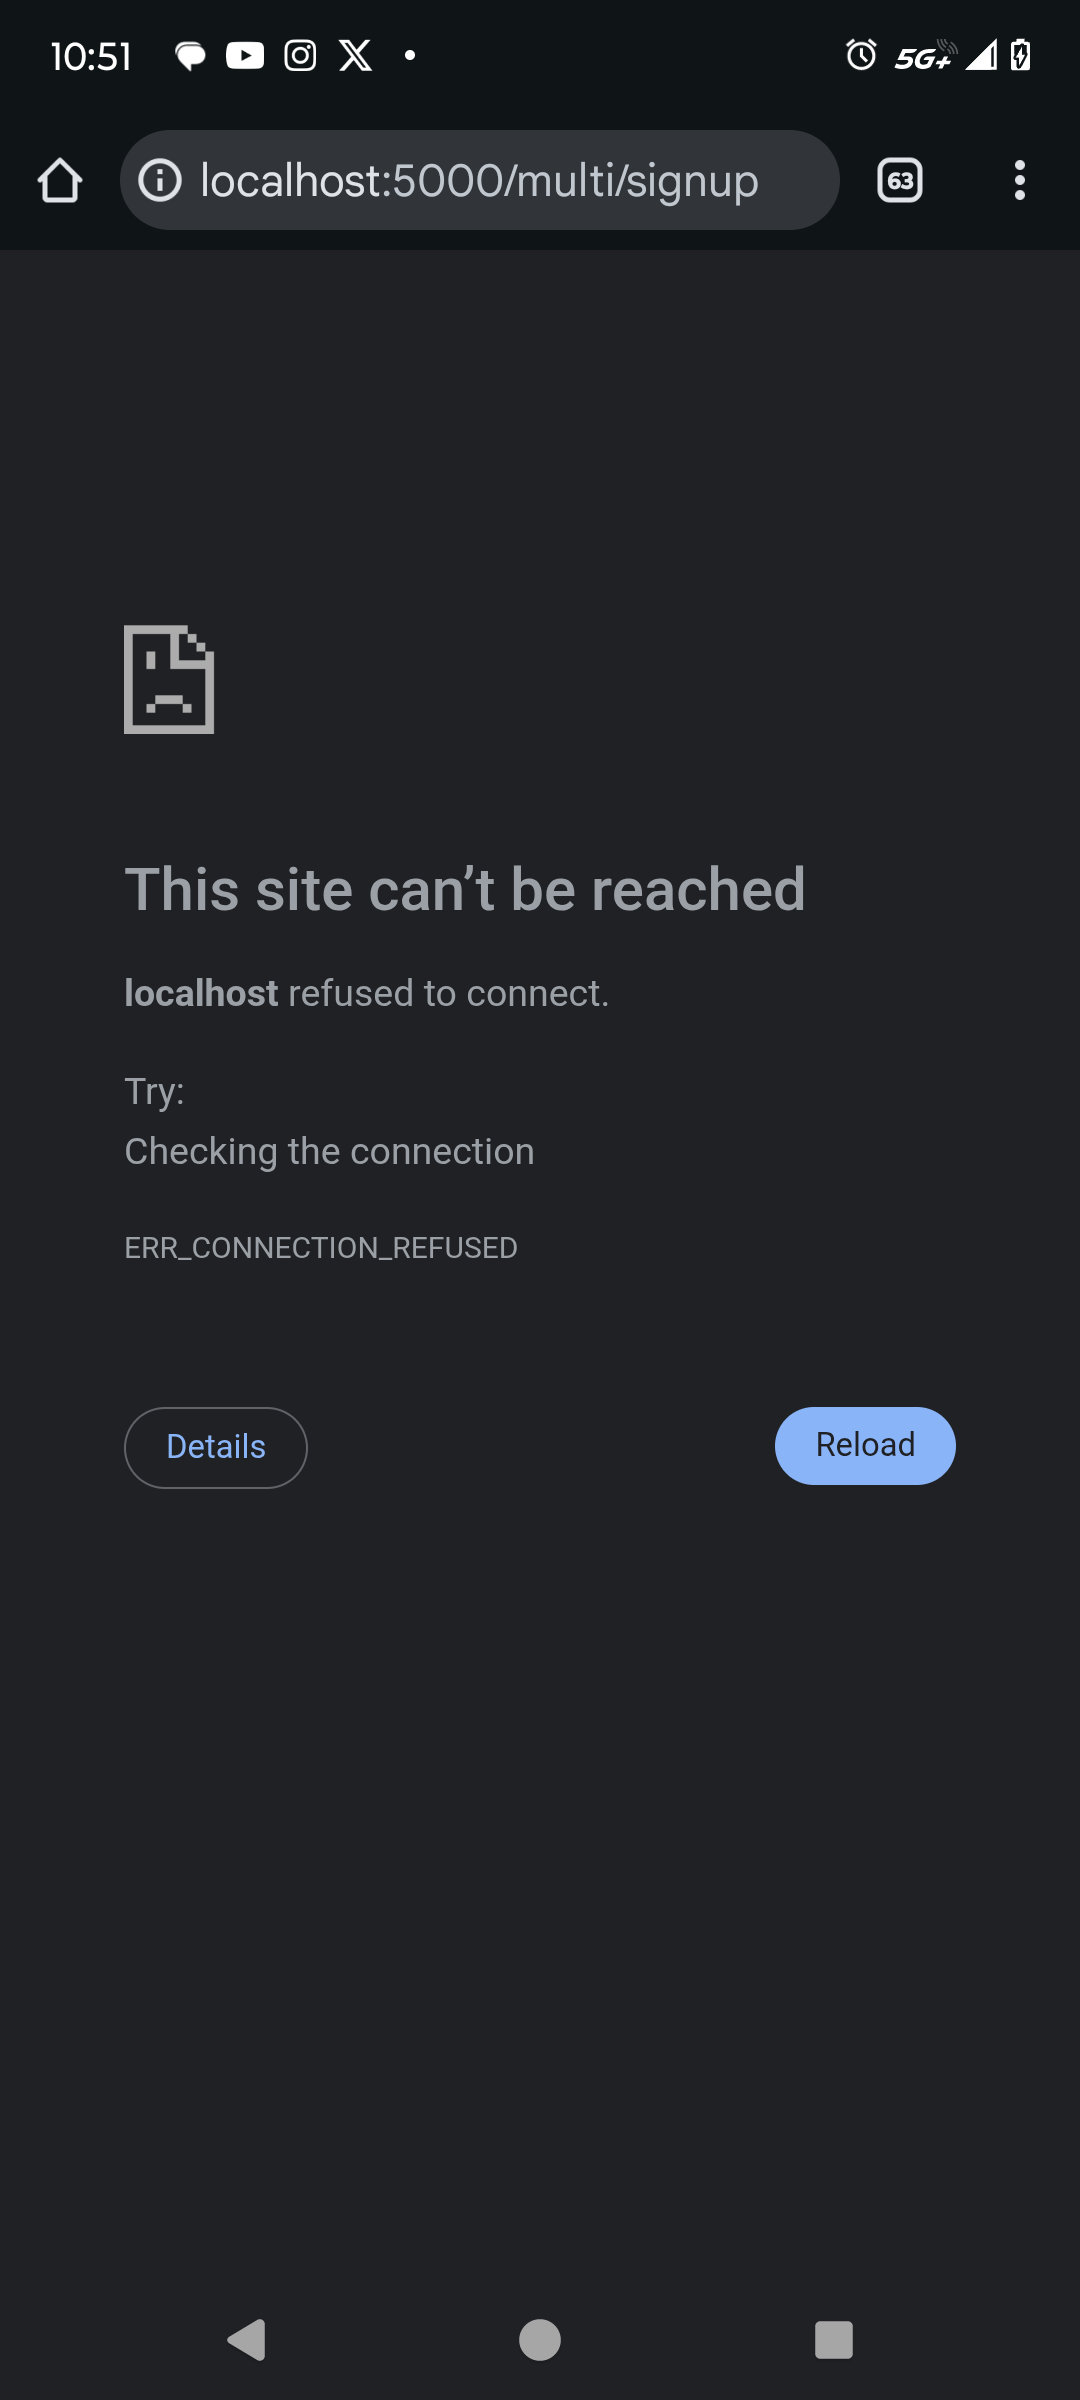 10:51
5G+
localhost:5000/multi/signup
63
This site can’t be reached
localhost refused to connect.
Try:
Checking the connection
ERR_CONNECTION_REFUSED
Details
Reload